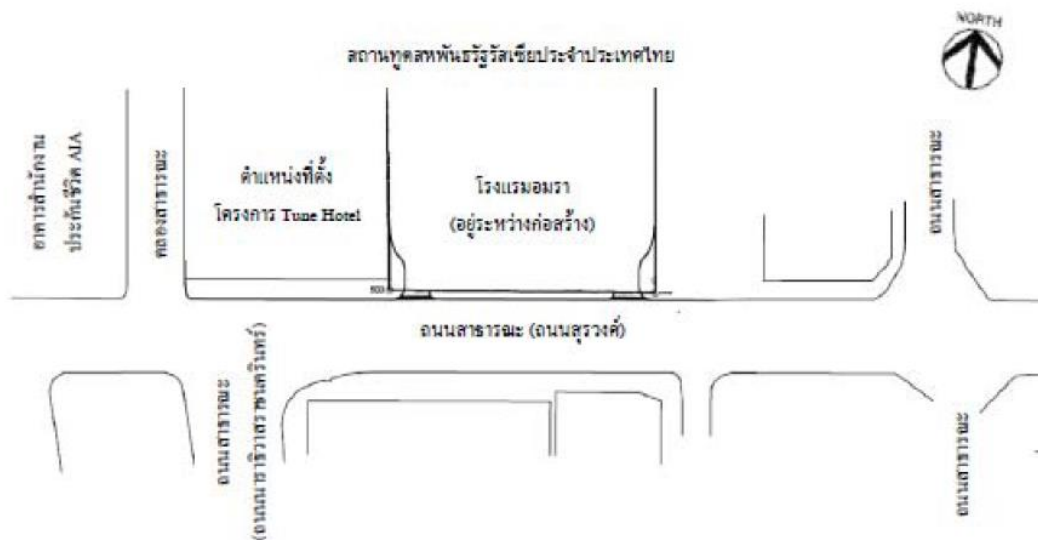 NORTH
สถานทูตสหพันธรัฐรัสเซียประจำประเทศไทย
อาคารสำนักงาน
ประกันชีวิต AIA
คลองสาธารณะ
ตำแหน่งที่ตั้ง
โครงการ Tune Hotel
โรงแรมอมรา
(อยู่ระหว่างก่อสร้าง)
ถนนสาธารณะ
ถนนสาธารณะ (ถนนสุรวงศ์)
ถนนสาธารณะ
(ถนนนราธิวาสราชนครินทร์)
ถนนสาธารณะ